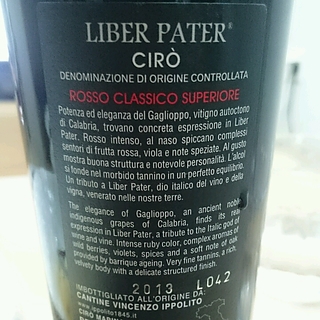 LIBER PATER®
CIRÒ
DENOMINAZIONE DI ORIGINE CONTROLLATA
ROSSO CLASSICO SUPERIORE
Potenza ed eleganza del Gaglioppo, vitigno autoctono
di Calabria, trovano concreta espressione in Liber
Pater. Rosso intenso, al naso spiccano complessi
sentori di frutta rossa, viola e note speziate. Al gusto
mostra buona struttura e notevole personalità. L'alcol
si fonde nel morbido tannino in un perfetto equilibrio.
Un tributo a Liber Pater, dio italico del vino e della
vigna, venerato nelle nostre terre.
The elegance of Gaglioppo, an ancient noble
indigenous grapes of Calabria, finds its real
expression in Liber Pater, a tribute to the Italic god of
wine and vine. Intense ruby color, complex aromas of
wild berries, violets, spices and a soft note of oak
provided by barrique ageing. Very fine tannins, a rich,
velvety body with a delicate structured finish.
2013 L042
IMBOTTIGLIATO ALL'ORIGINE DA:
CANTINE VINCENZO IPPOLITO
www.ippolito1845.it